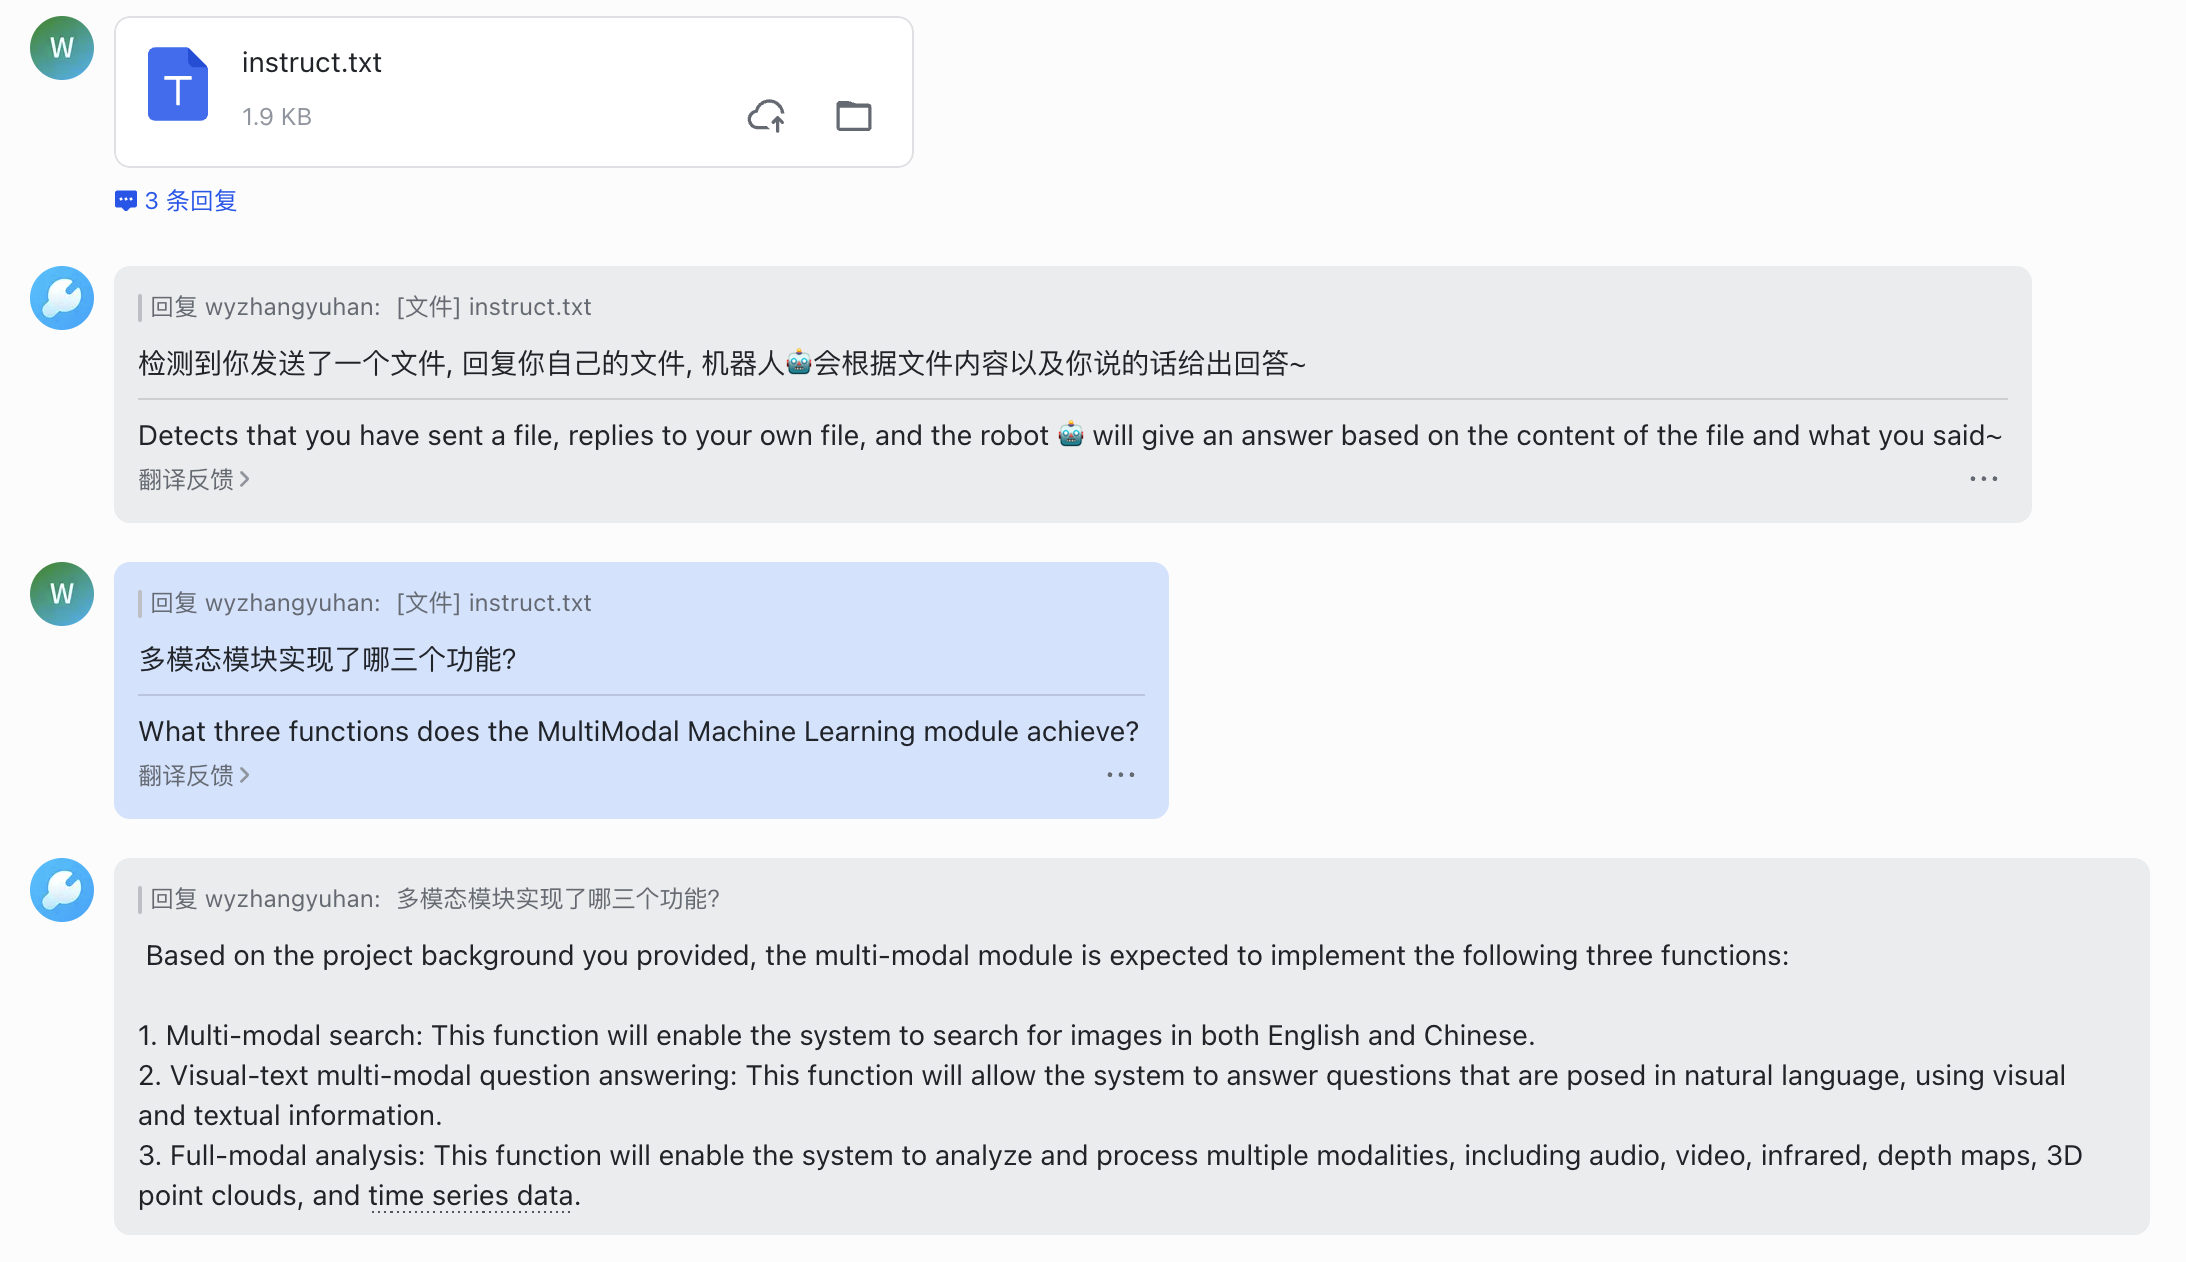 W
T
instruct.txt
1.9 KB
3 条回复
回复 wyzhangyuhan: [文件] instruct.txt
检测到你发送了一个文件, 回复你自己的文件, 机器人🤖会根据文件内容以及你说的话给出回答~
Detects that you have sent a file, replies to your own file, and the robot 🤖 will give an answer based on the content of the file and what you said~
翻译反馈
W
回复 wyzhangyuhan: [文件] instruct.txt
多模态模块实现了哪三个功能?
What three functions does the MultiModal Machine Learning module achieve?
翻译反馈
回复 wyzhangyuhan: 多模态模块实现了哪三个功能?
Based on the project background you provided, the multi-modal module is expected to implement the following three functions:
1. Multi-modal search: This function will enable the system to search for images in both English and Chinese.
2. Visual-text multi-modal question answering: This function will allow the system to answer questions that are posed in natural language, using visual
and textual information.
3. Full-modal analysis: This function will enable the system to analyze and process multiple modalities, including audio, video, infrared, depth maps, 3D
point clouds, and time series data.